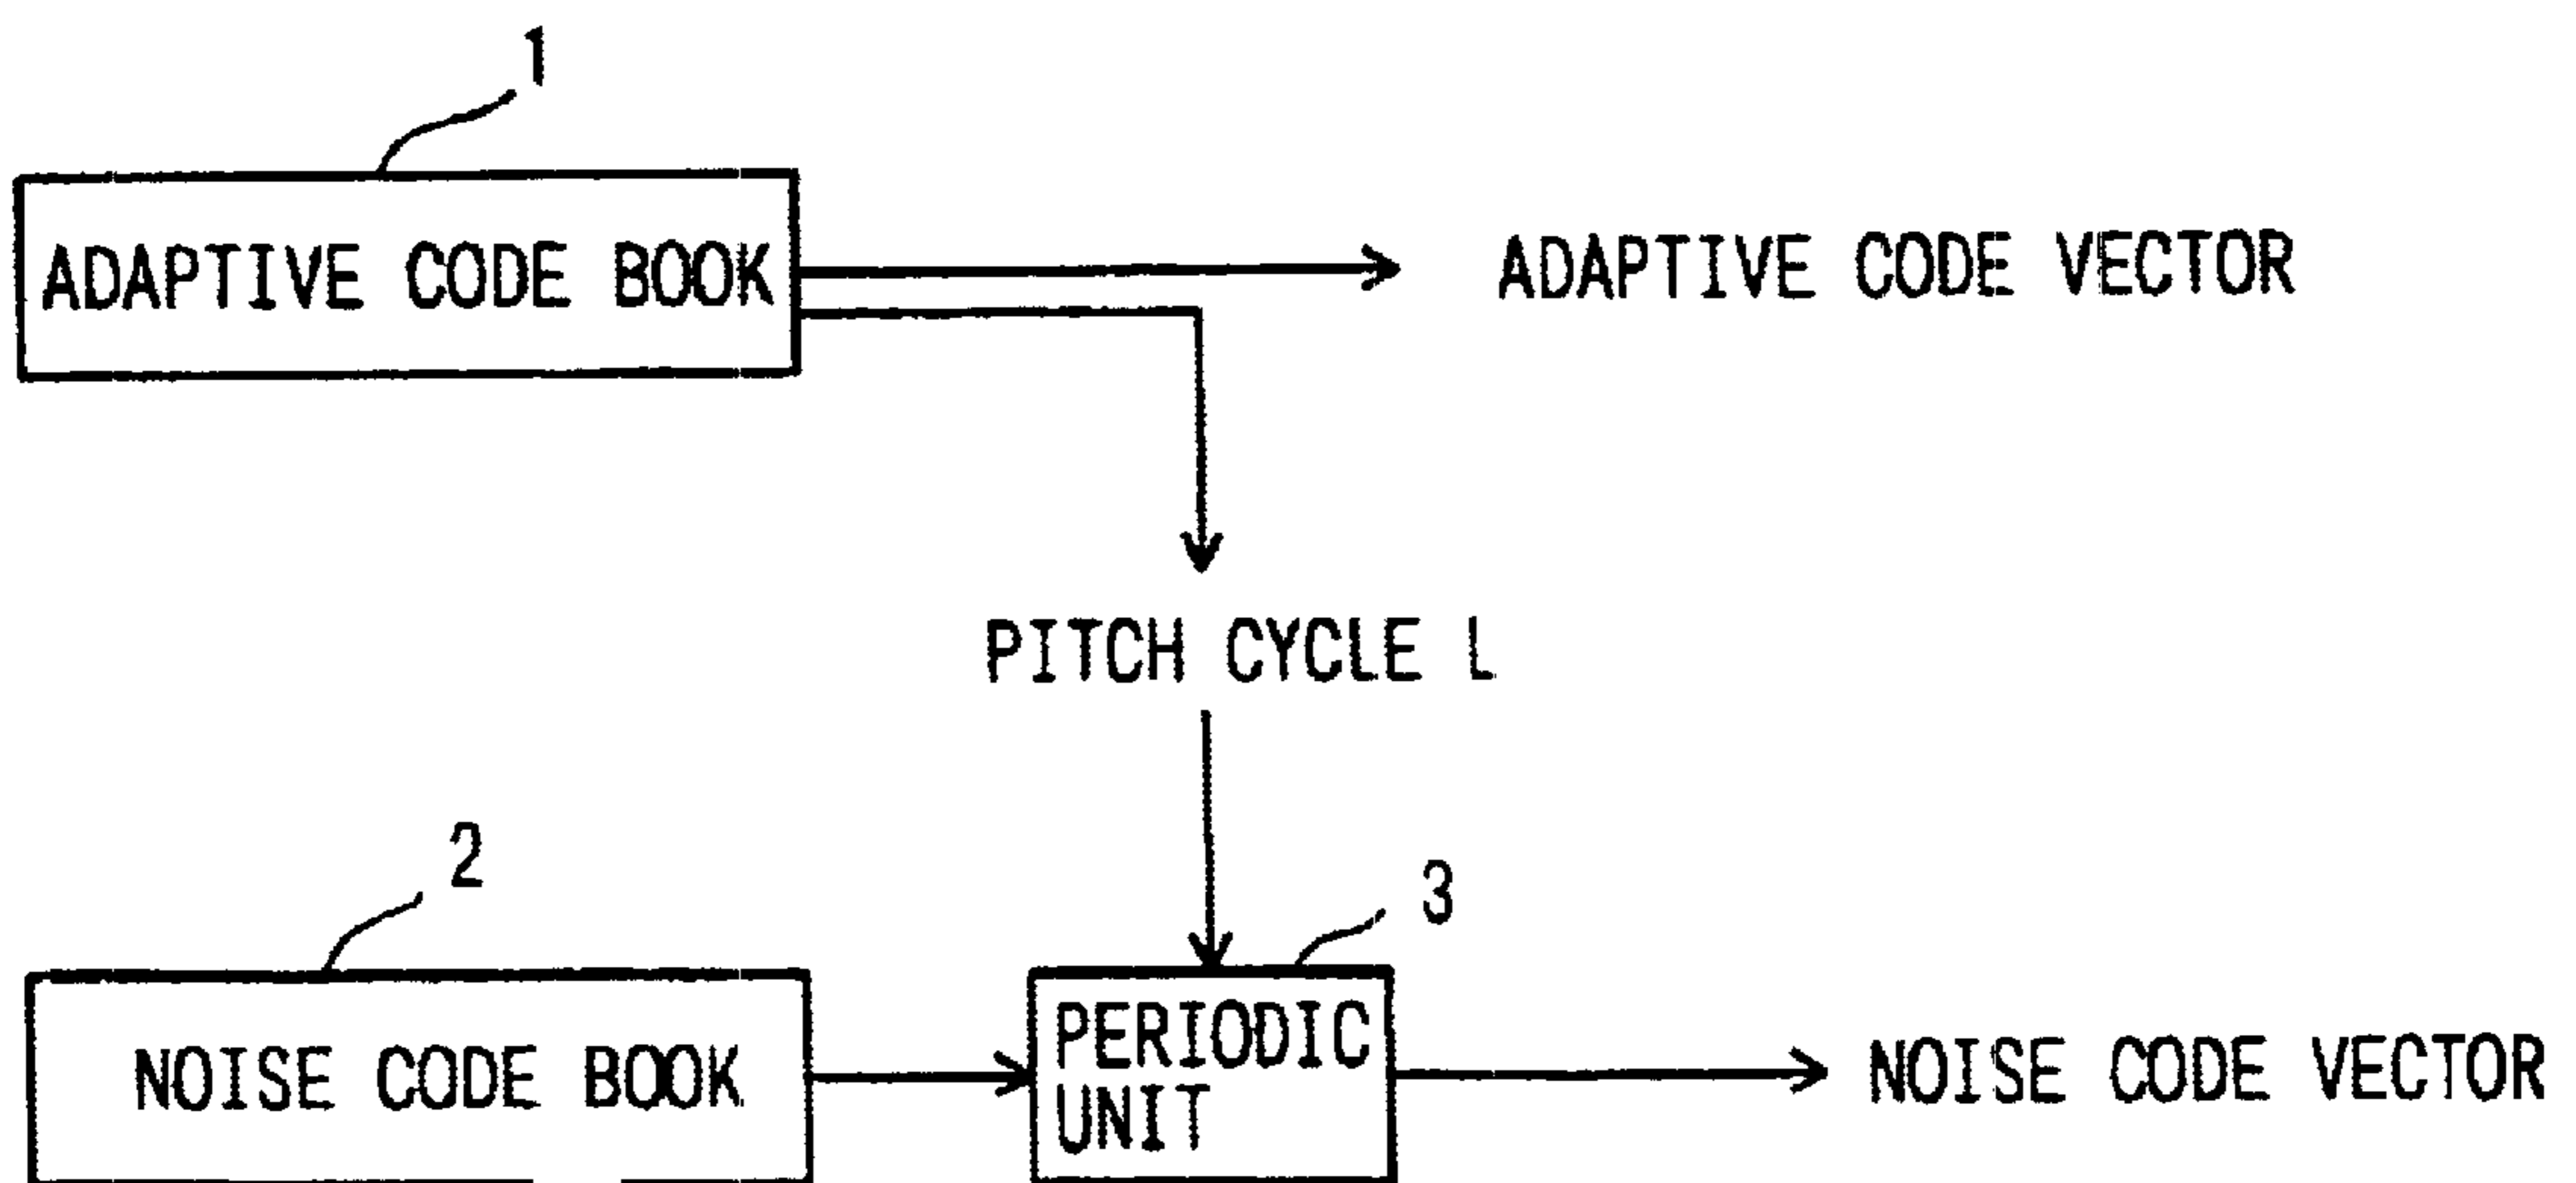 1
ADAPTIVE CODE BOOK
ADAPTIVE CODE VECTOR
PITCH CYCLE L
2
3
NOISE CODE BOOK
PERIODIC
UNIT
NOISE CODE VECTOR